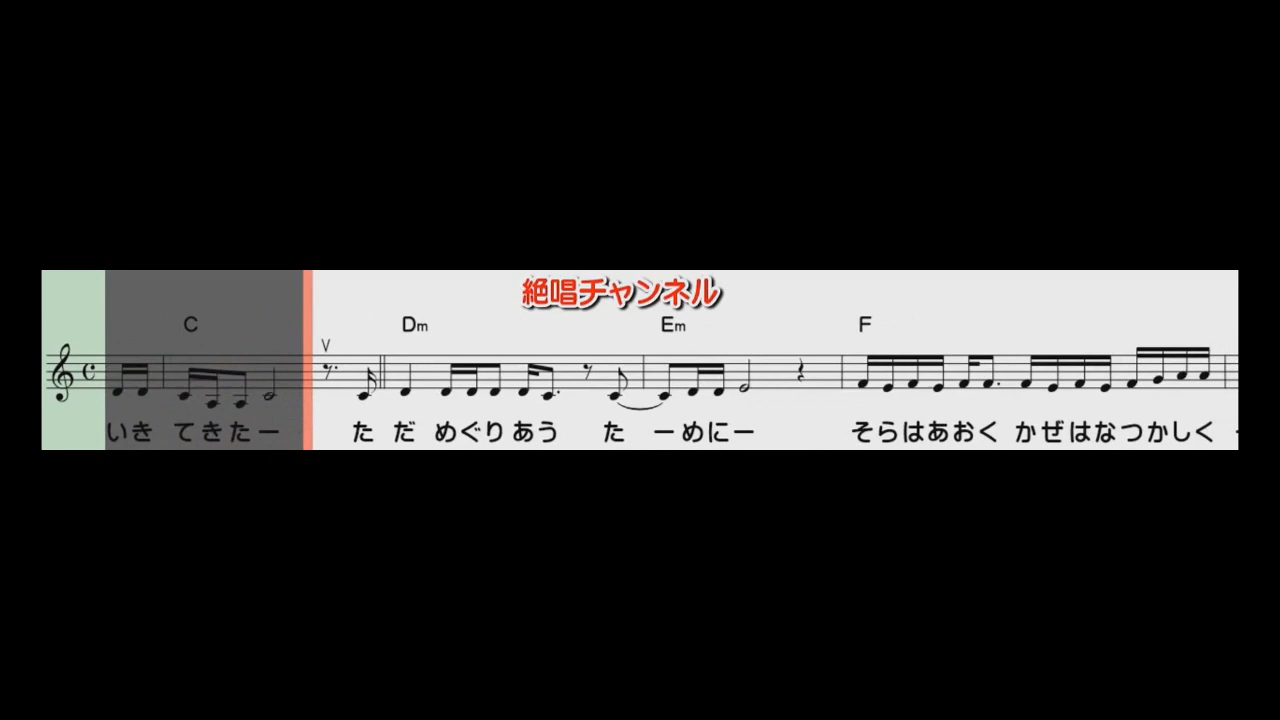 絶唱チャンネル
C Dm Em F
V
いき てきたー ただ めぐり あう た ーめにー そらはあおく かぜはなつかしく